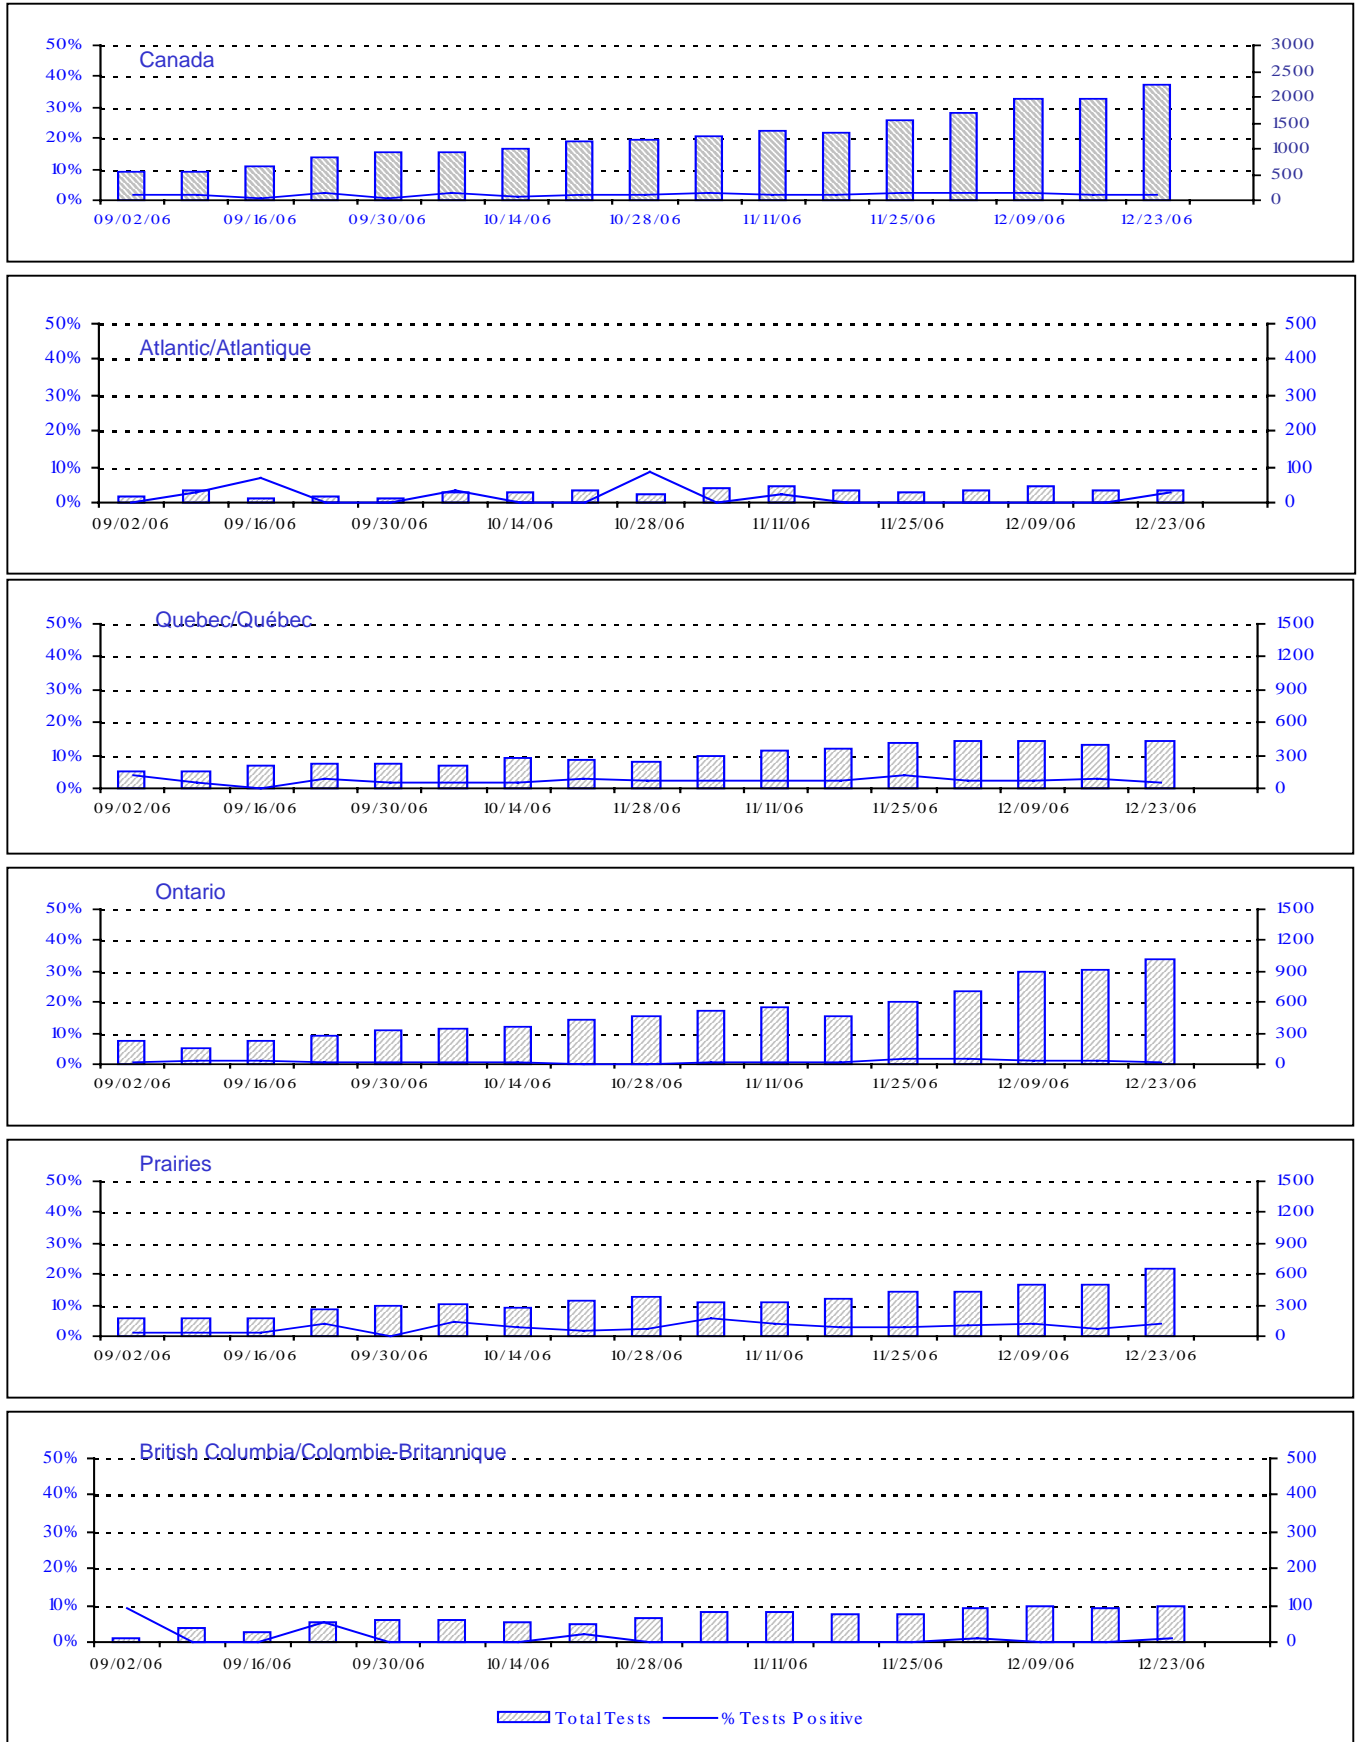 Canada
50% 3000
40% 2500
30% 2000
20% 1500
10% 1000
0% 500
0
09/02/06 09/16/06 09/30/06 10/14/06 10/28/06 11/11/06 11/25/06 12/09/06 12/23/06
Atlantic/Atlantique
50% 500
40% 400
30% 300
20% 200
10% 100
0% 0
09/02/06 09/16/06 09/30/06 10/14/06 10/28/06 11/11/06 11/25/06 12/09/06 12/23/06
Quebec/Québec
50% 1500
40% 1200
30% 900
20% 600
10% 300
0% 0
09/02/06 09/16/06 09/30/06 10/14/06 11/28/06 11/11/06 11/25/06 12/09/06 12/23/06
Ontario
50% 1500
40% 1200
30% 900
20% 600
10% 300
0% 0
09/02/06 09/16/06 09/30/06 10/14/06 10/28/06 11/11/06 11/25/06 12/09/06 12/23/06
Prairies
50% 1500
40% 1200
30% 900
20% 600
10% 300
0% 0
09/02/06 09/16/06 09/30/06 10/14/06 10/28/06 11/11/06 11/25/06 12/09/06 12/23/06
British Columbia/Colombie-Britannique
50% 500
40% 400
30% 300
20% 200
10% 100
0% 0
09/02/06 09/16/06 09/30/06 10/14/06 10/28/06 11/11/06 11/25/06 12/09/06 12/23/06
Total Tests % Tests Positive